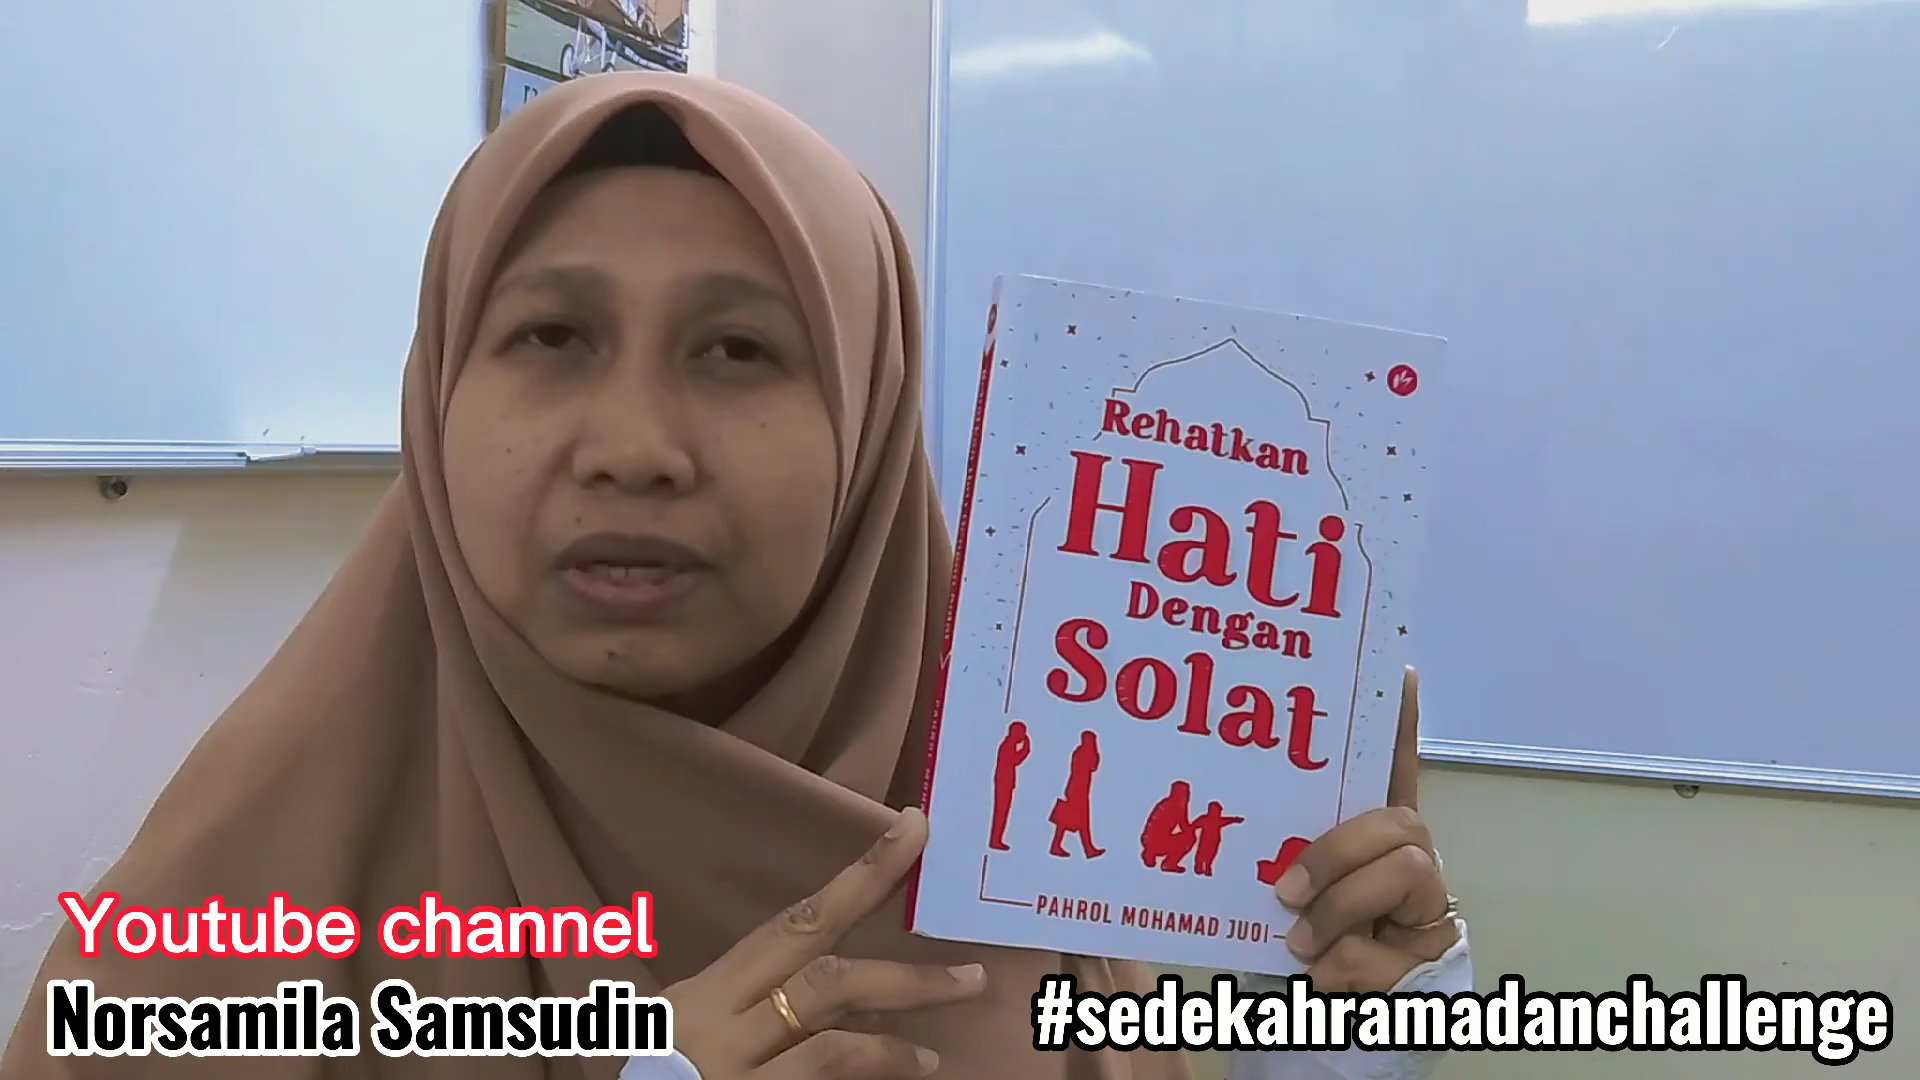 Rehatkan
Hati
Dengan
Solat
PAHROL MOHAMAD JUOI
Youtube channel
Norsamila Samsudin
#sedekahramadanchallenge